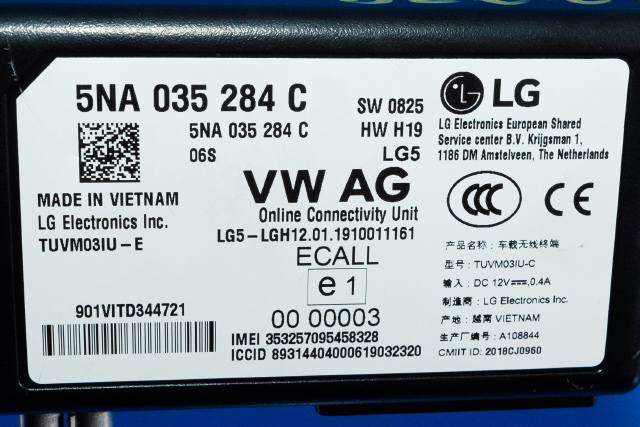 5NA 035 284 C
5NA 035 284 C
06S
SW 0825
HW H19
LG5
MADE IN VIETNAM
LG Electronics Inc.
TUVM03IU-E
VW AG
Online Connectivity Unit
LG5-LGH12.01.1910011161
ECALL
e1
00 00003
901VITD344721
IMEI 353257095458328
ICCID 89314404000619032320
LG
LG Electronics European Shared
Service center B.V. Krijgsman 1,
1186 DM Amstelveen, The Netherlands
CCC CE
产品名称: 车载无线终端
型号: TUVM03IU-C
输入: DC 12V⎓, 0.4A
制造商: LG Electronics Inc.
产地: 越南 VIETNAM
生产厂编号: A108844
CMIIT ID: 2018CJ0960